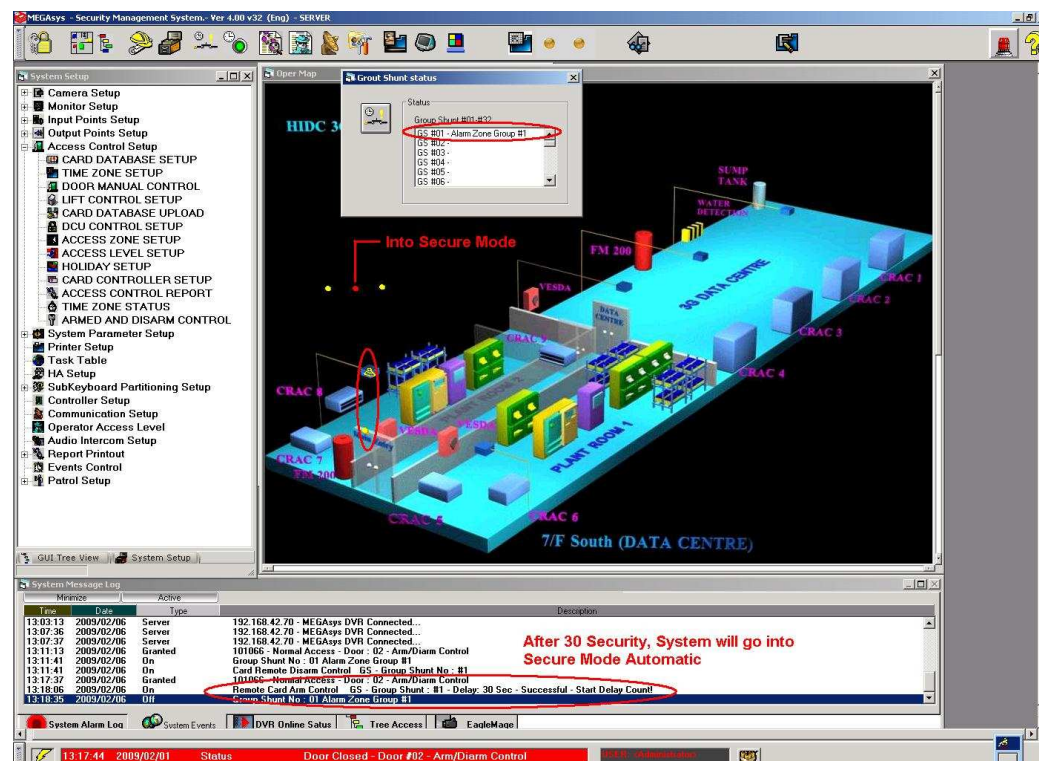 MEGAsys - Security Management System.- Ver 4.00 v32 (Eng) - SERVER
System Setup
Camera Setup
Monitor Setup
Input Points Setup
Output Points Setup
Access Control Setup
CARD DATABASE SETUP
TIME ZONE SETUP
DOOR MANUAL CONTROL
LIFT CONTROL SETUP
CARD DATABASE UPLOAD
DCU CONTROL SETUP
ACCESS ZONE SETUP
ACCESS LEVEL SETUP
HOLIDAY SETUP
CARD CONTROLLER SETUP
ACCESS CONTROL REPORT
TIME ZONE STATUS
ARMED AND DISARM CONTROL
System Parameter Setup
Printer Setup
Task Table
HA Setup
SubKeyboard Partitioning Setup
Controller Setup
Communication Setup
Operator Access Level
Audio Intercom Setup
Report Printout
Events Control
Patrol Setup
GUI Tree View
System Setup
Oper Map
Grout Shunt status
Status
Group Shunt #01-#32
GS #01 - Alarm Zone Group #1
GS #02 -
GS #03 -
GS #04 -
GS #05 -
GS #06 -
HIDC 3
Into Secure Mode
SUMP TANK
WATER DETECTION
FM 200
VESDA
DATA CENTRE
3G DATA CENTRE
CRAC 1
CRAC 2
CRAC 3
CRAC 4
CRAC 9
CRAC 8
PLANT ROOM 2
VESDA
VESDA
PLANT ROOM 1
CRAC 7
FM 200
CRAC 5
CRAC 6
7/F South (DATA CENTRE)
System Message Log
Minimize Active
Time Date Type Description
13:03:13 2009/02/06 Server 192.168.42.70 - MEGAsys DVR Connected...
13:07:36 2009/02/06 Server 192.168.42.70 - MEGAsys DVR Connected...
13:07:37 2009/02/06 Server 192.168.42.70 - MEGAsys DVR Connected...
13:11:13 2009/02/06 Granted 101066 - Normal Access - Door : 02 - Arm/Diarm Control
13:11:41 2009/02/06 On Group Shunt No : 01 Alarm Zone Group #1
13:11:41 2009/02/06 On Card Remote Disarm Control GS - Group Shunt No : #1
13:17:37 2009/02/06 Granted 101066 - Normal Access - Door : 02 - Arm/Diarm Control
13:18:06 2009/02/06 On Remote Card Arm Control GS - Group Shunt : #1 - Delay: 30 Sec - Successful - Start Delay Count!
13:18:35 2009/02/06 Off Group Shunt No : 01 Alarm Zone Group #1
After 30 Security, System will go into
Secure Mode Automatic
System Alarm Log
System Events
DVR Online Satus
Tree Access
EagleMage
13:17:44 2009/02/01 Status Door Closed - Door #02 - Arm/Diarm Control